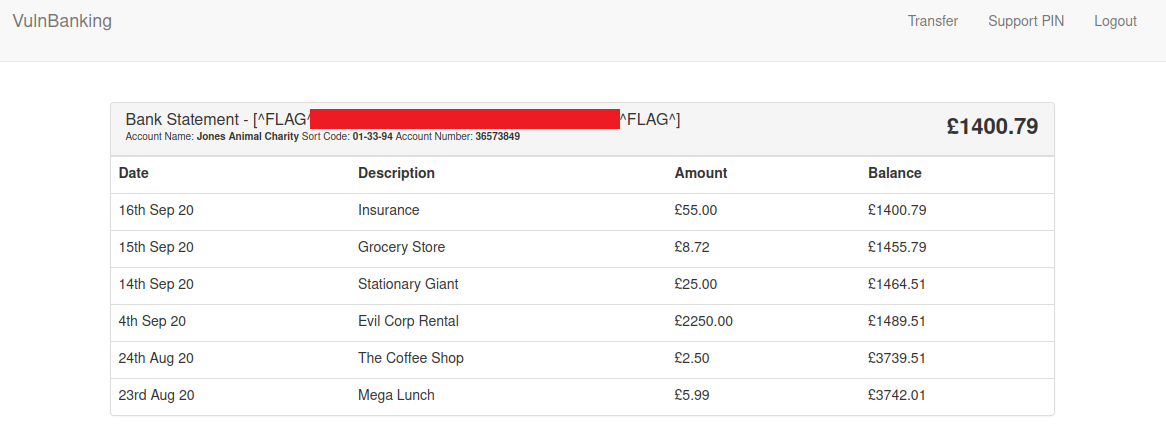 VulnBanking Transfer Support PIN Logout
Bank Statement - [^FLAG^ ^FLAG^] £1400.79
Account Name: Jones Animal Charity Sort Code: 01-33-94 Account Number: 36573849
Date Description Amount Balance
16th Sep 20 Insurance £55.00 £1400.79
15th Sep 20 Grocery Store £8.72 £1455.79
14th Sep 20 Stationary Giant £25.00 £1464.51
4th Sep 20 Evil Corp Rental £2250.00 £1489.51
24th Aug 20 The Coffee Shop £2.50 £3739.51
23rd Aug 20 Mega Lunch £5.99 £3742.01